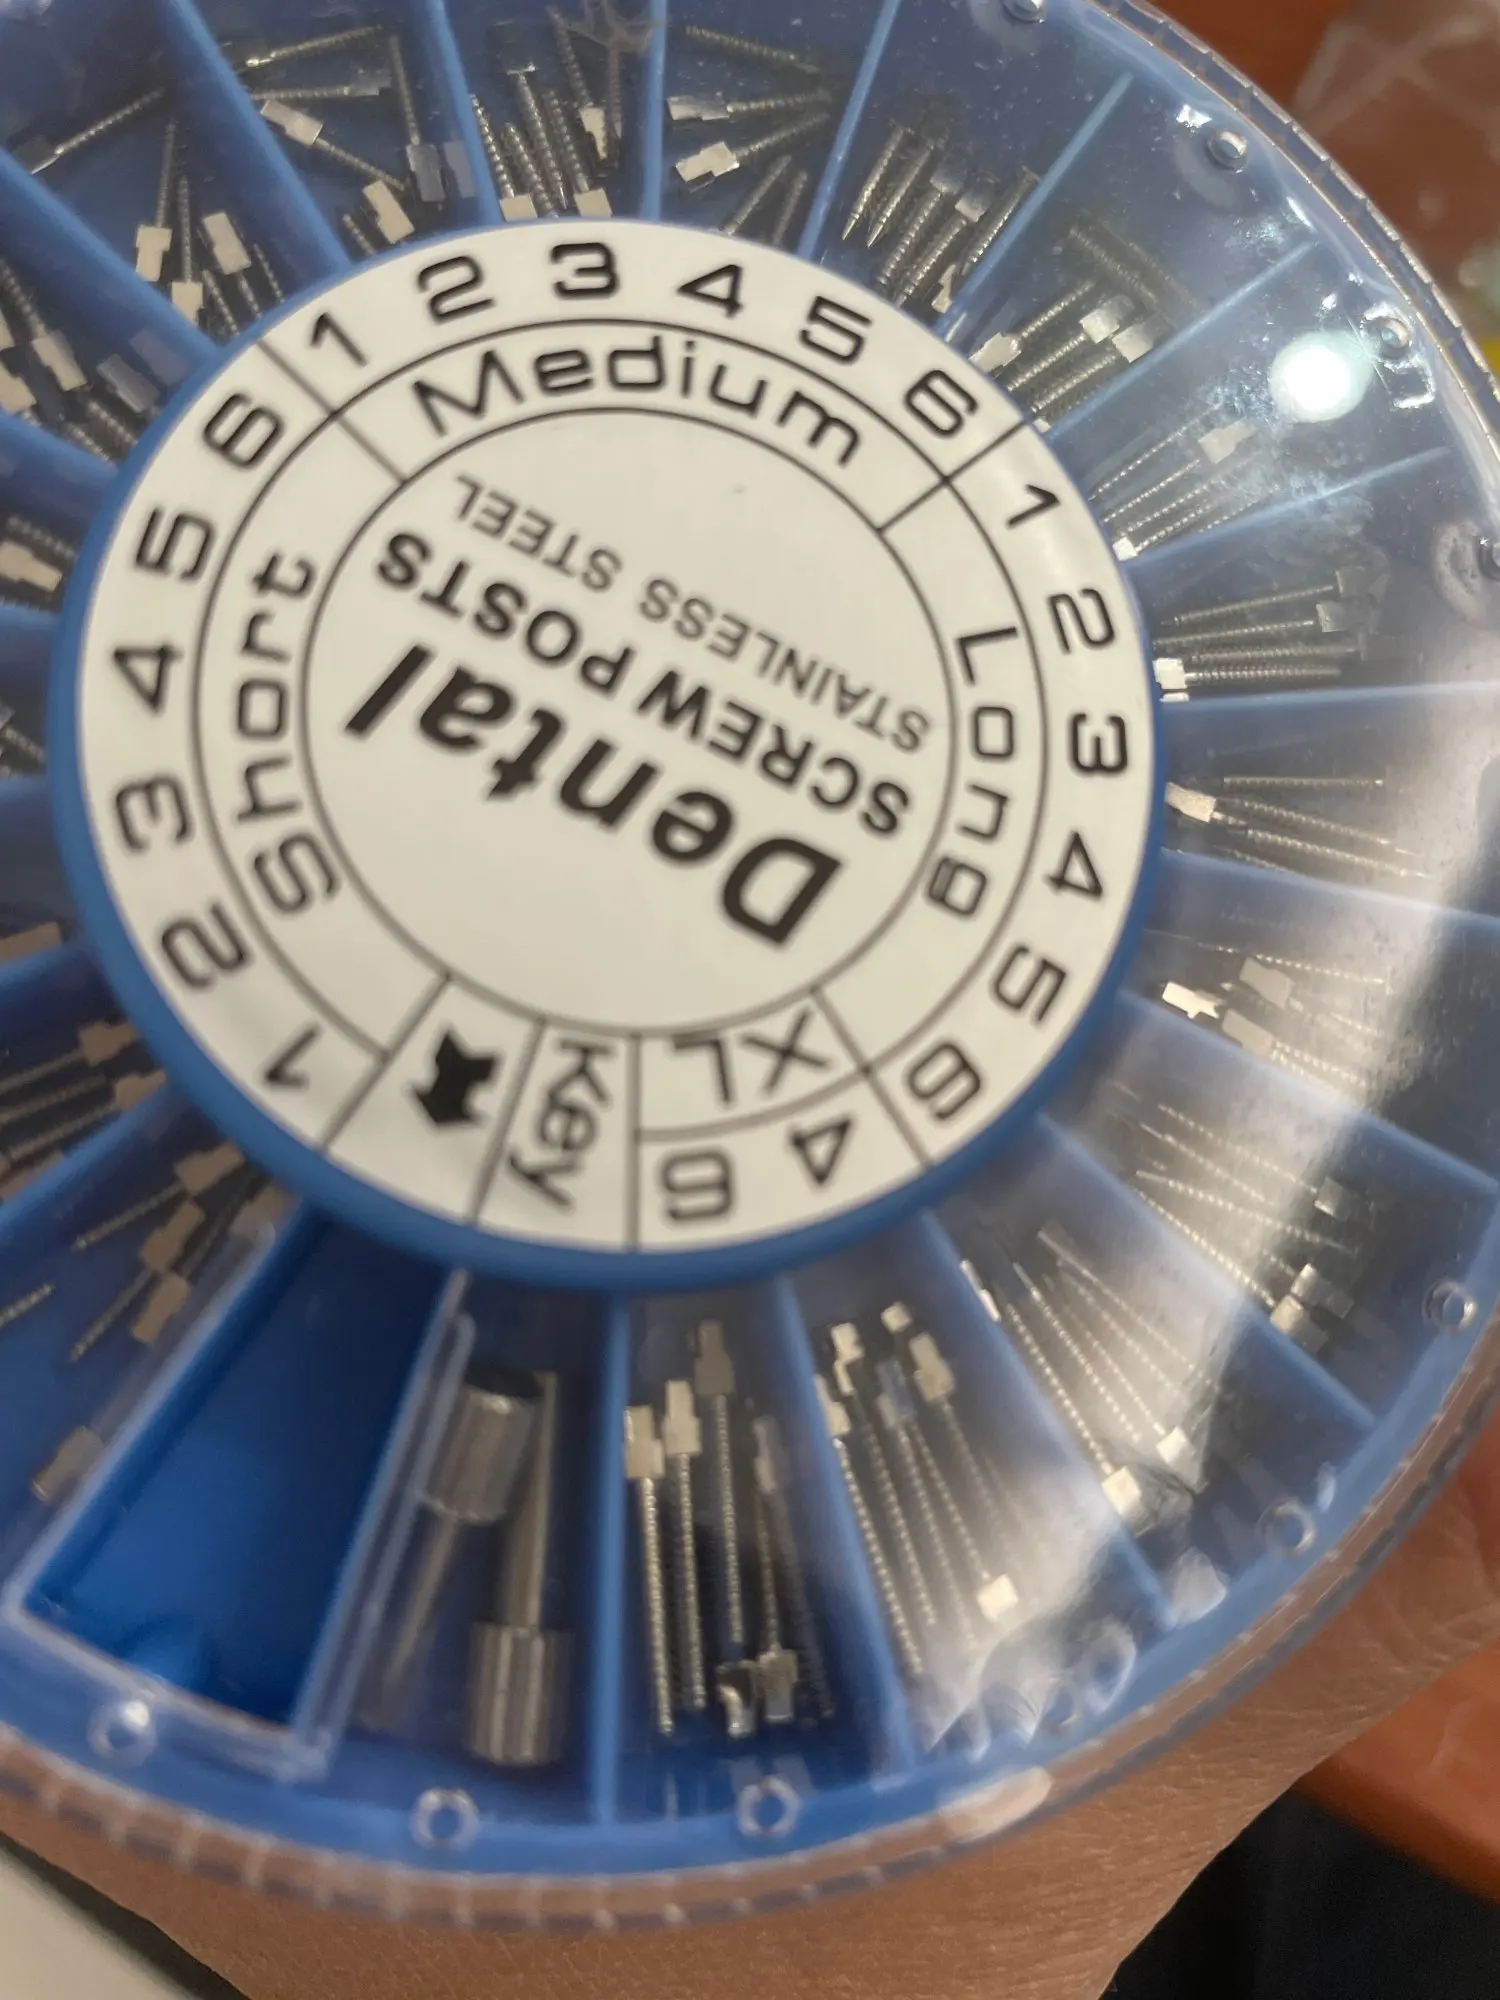 Dental
SCREW POSTS
STAINLESS STEEL
Short
1 2 3 4 5 6
Medium
1 2 3 4 5 6
Long
1 2 3 4 5 6
XL
4 6
Key